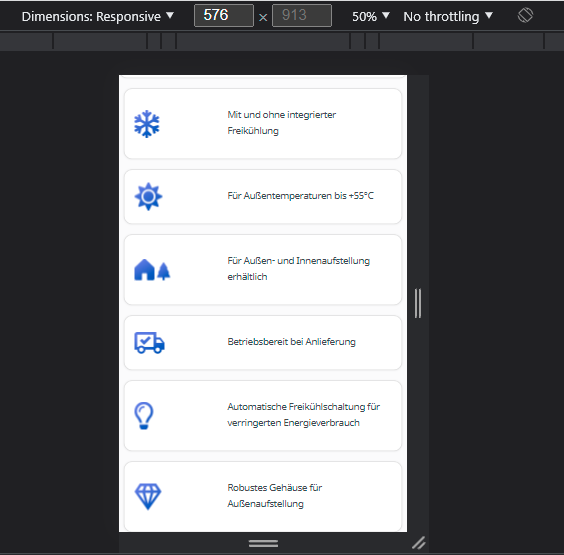 Dimensions: Responsive ▼ 576 × 913 50% ▼ No throttling ▼
Mit und ohne integrierter
Freikühlung
Für Außentemperaturen bis +55°C
Für Außen- und Innenaufstellung
erhältlich
Betriebsbereit bei Anlieferung
Automatische Freikühlschaltung für
verringerten Energieverbrauch
Robustes Gehäuse für
Außenaufstellung